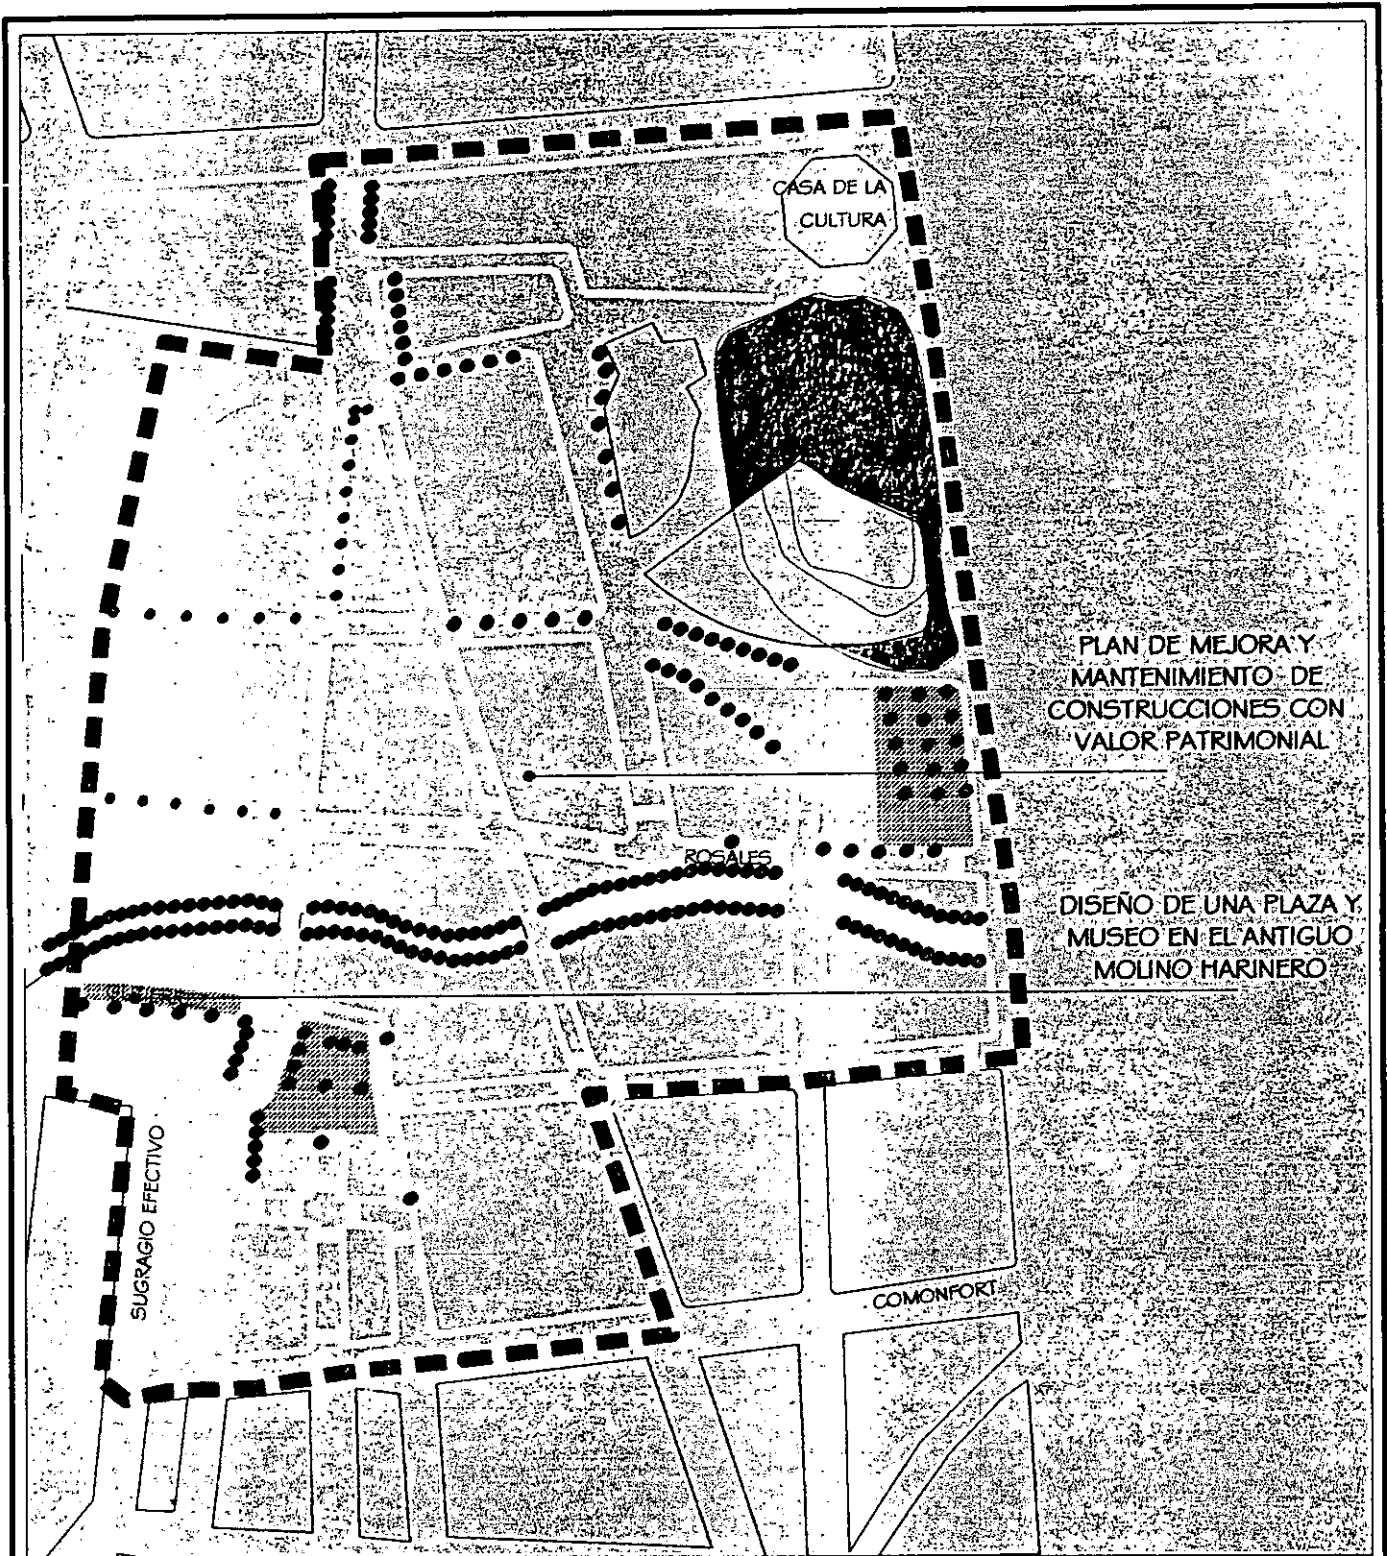 CASA DE LA
CULTURA
PLAN DE MEJORA Y
MANTENIMIENTO DE
CONSTRUCCIONES CON
VALOR PATRIMONIAL
ROSALES
DISEÑO DE UNA PLAZA Y
MUSEO EN EL ANTIGUO
MOLINO HARINERO
SUGRAGIO EFECTIVO
COMONFORT